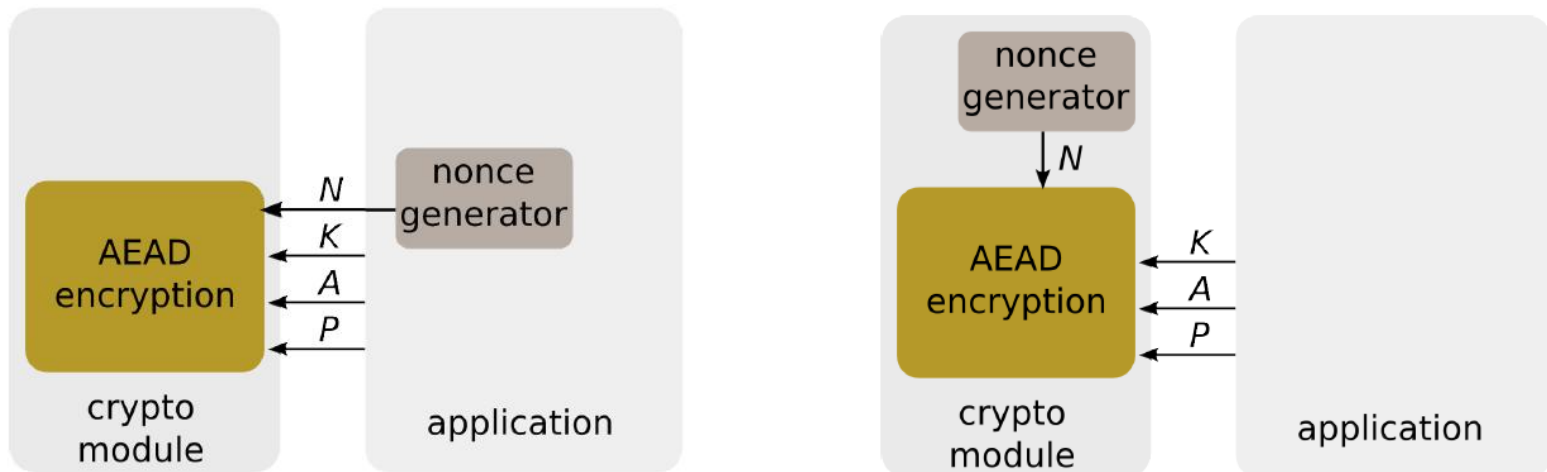 nonce
generator
N
K
A
P
AEAD
encryption
crypto
module
application
nonce
generator
N
AEAD
encryption
K
A
P
crypto
module
application